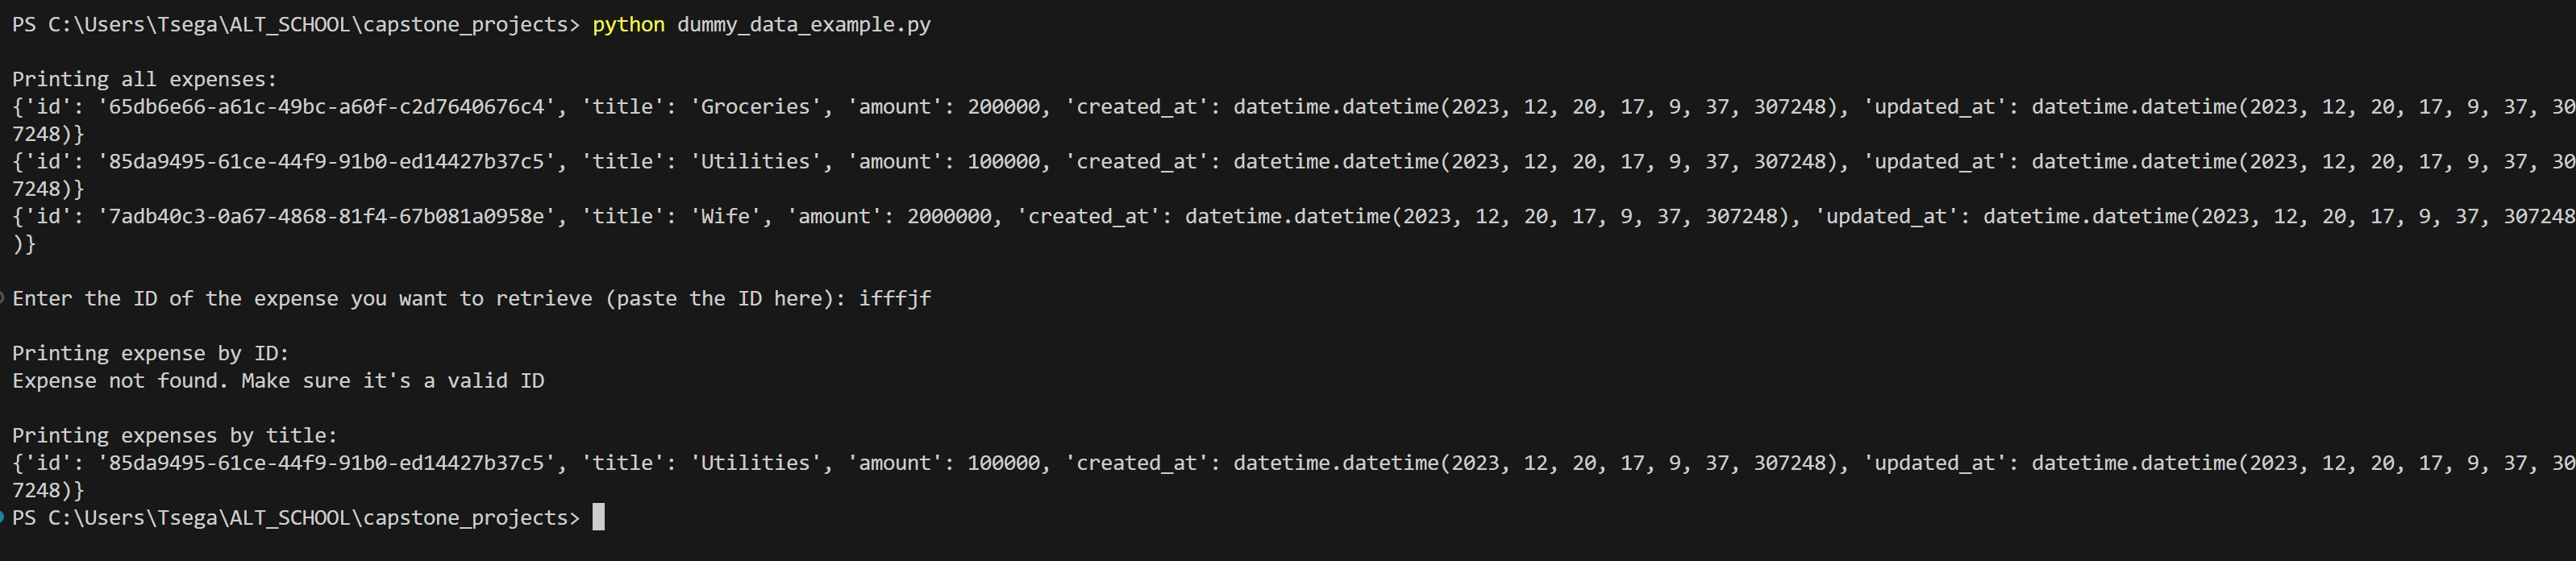 PS C:\Users\Tsega\ALT_SCHOOL\capstone_projects> python dummy_data_example.py
Printing all expenses:
{'id': '65db6e66-a61c-49bc-a60f-c2d7640676c4', 'title': 'Groceries', 'amount': 200000, 'created_at': datetime.datetime(2023, 12, 20, 17, 9, 37, 307248), 'updated_at': datetime.datetime(2023, 12, 20, 17, 9, 37, 30
7248)}
{'id': '85da9495-61ce-44f9-91b0-ed14427b37c5', 'title': 'Utilities', 'amount': 100000, 'created_at': datetime.datetime(2023, 12, 20, 17, 9, 37, 307248), 'updated_at': datetime.datetime(2023, 12, 20, 17, 9, 37, 30
7248)}
{'id': '7adb40c3-0a67-4868-81f4-67b081a0958e', 'title': 'Wife', 'amount': 2000000, 'created_at': datetime.datetime(2023, 12, 20, 17, 9, 37, 307248), 'updated_at': datetime.datetime(2023, 12, 20, 17, 9, 37, 307248
)}
Enter the ID of the expense you want to retrieve (paste the ID here): ifffjf
Printing expense by ID:
Expense not found. Make sure it's a valid ID
Printing expenses by title:
{'id': '85da9495-61ce-44f9-91b0-ed14427b37c5', 'title': 'Utilities', 'amount': 100000, 'created_at': datetime.datetime(2023, 12, 20, 17, 9, 37, 307248), 'updated_at': datetime.datetime(2023, 12, 20, 17, 9, 37, 30
7248)}
PS C:\Users\Tsega\ALT_SCHOOL\capstone_projects>